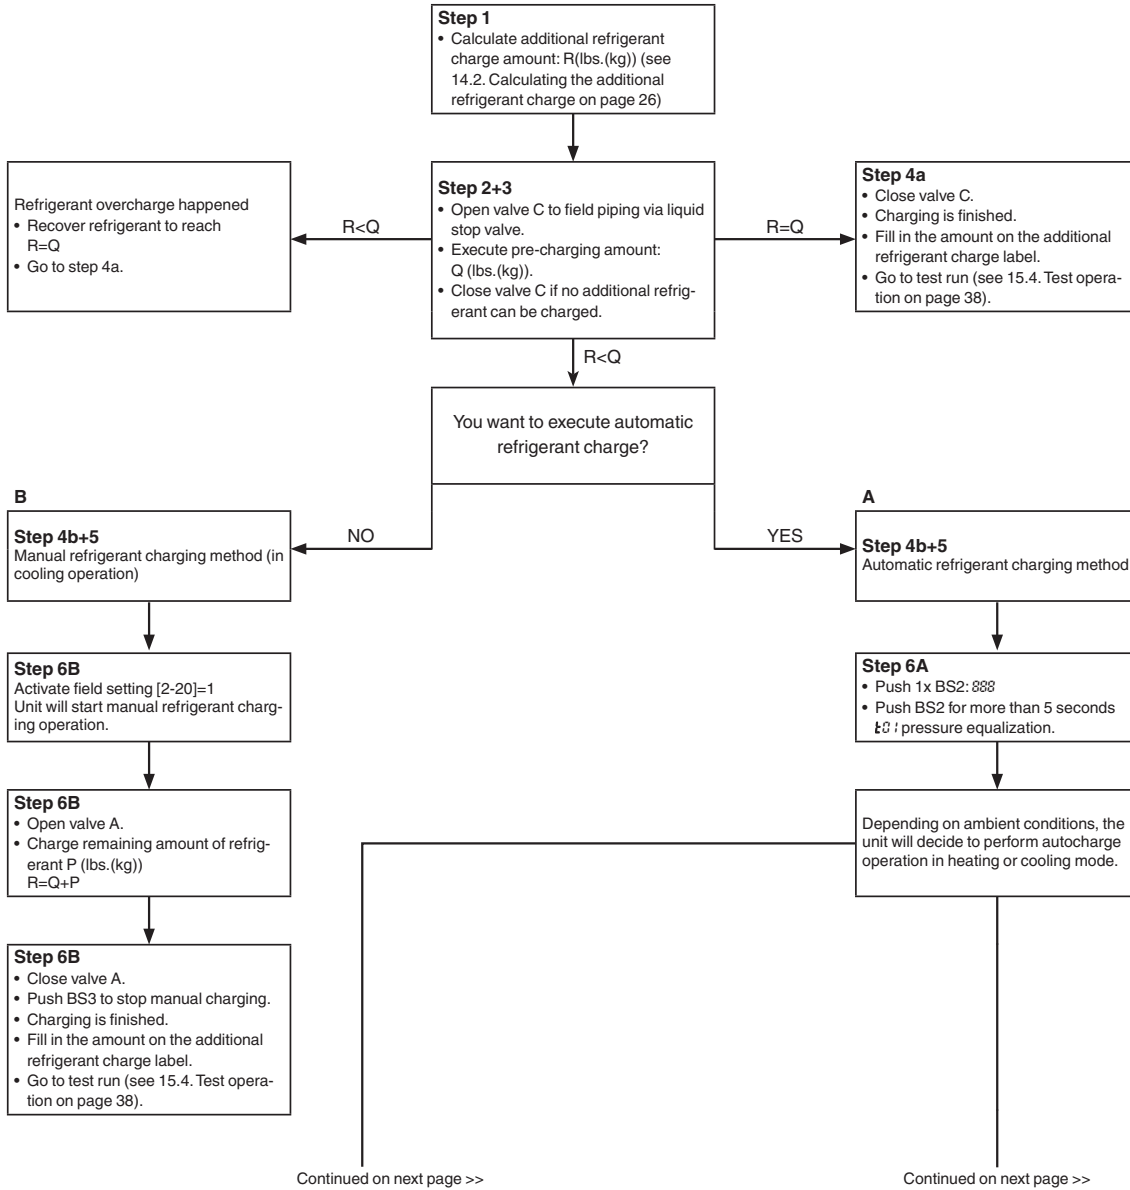 Step 1
• Calculate additional refrigerant
charge amount: R(lbs.(kg)) (see
14.2. Calculating the additional
refrigerant charge on page 26)
Refrigerant overcharge happened
• Recover refrigerant to reach
R=Q
• Go to step 4a.
R<Q
Step 2+3
• Open valve C to field piping via liquid
stop valve.
• Execute pre-charging amount:
Q (lbs.(kg)).
• Close valve C if no additional refrig-
erant can be charged.
R=Q
Step 4a
• Close valve C.
• Charging is finished.
• Fill in the amount on the additional
refrigerant charge label.
• Go to test run (see 15.4. Test opera-
tion on page 38).
R<Q
You want to execute automatic
refrigerant charge?
B
NO
Step 4b+5
Manual refrigerant charging method (in
cooling operation)
Step 6B
Activate field setting [2-20]=1
Unit will start manual refrigerant charg-
ing operation.
Step 6B
• Open valve A.
• Charge remaining amount of refrig-
erant P (lbs.(kg))
R=Q+P
Step 6B
• Close valve A.
• Push BS3 to stop manual charging.
• Charging is finished.
• Fill in the amount on the additional
refrigerant charge label.
• Go to test run (see 15.4. Test opera-
tion on page 38).
A
YES
Step 4b+5
Automatic refrigerant charging method
Step 6A
• Push 1x BS2: 888
• Push BS2 for more than 5 seconds
t01 pressure equalization.
Depending on ambient conditions, the
unit will decide to perform autocharge
operation in heating or cooling mode.
Continued on next page >>
Continued on next page >>